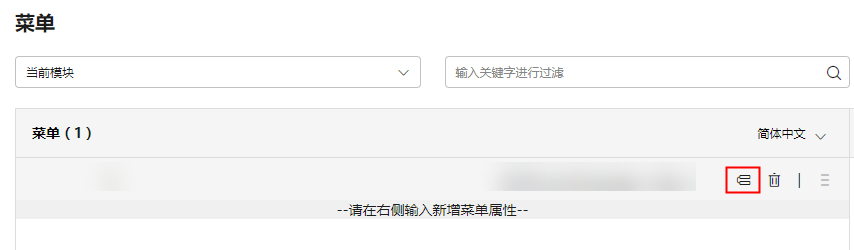 菜单
当前模块
输入关键字进行过滤
菜单（1）
简体中文
--请在右侧输入新增菜单属性--